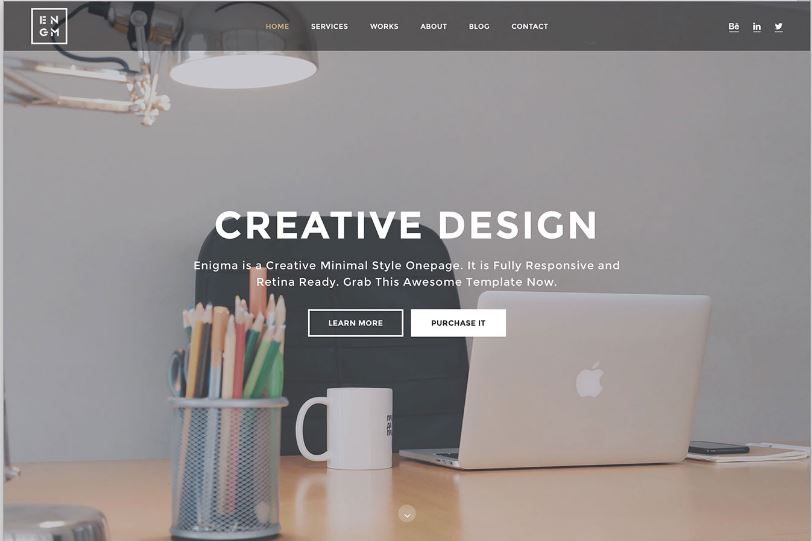 EN
GM
HOME
SERVICES
WORKS
ABOUT
BLOG
CONTACT
Bē
in
CREATIVE DESIGN
Enigma is a Creative Minimal Style Onepage. It is Fully Responsive and
Retina Ready. Grab This Awesome Template Now.
LEARN MORE
PURCHASE IT